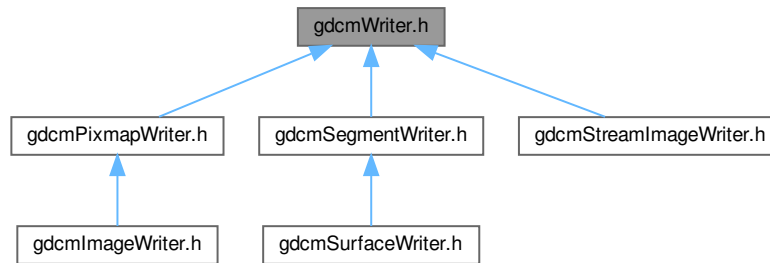 gdcmWriter.h
gdcmPixmapWriter.h
gdcmSegmentWriter.h
gdcmStreamImageWriter.h
gdcmImageWriter.h
gdcmSurfaceWriter.h